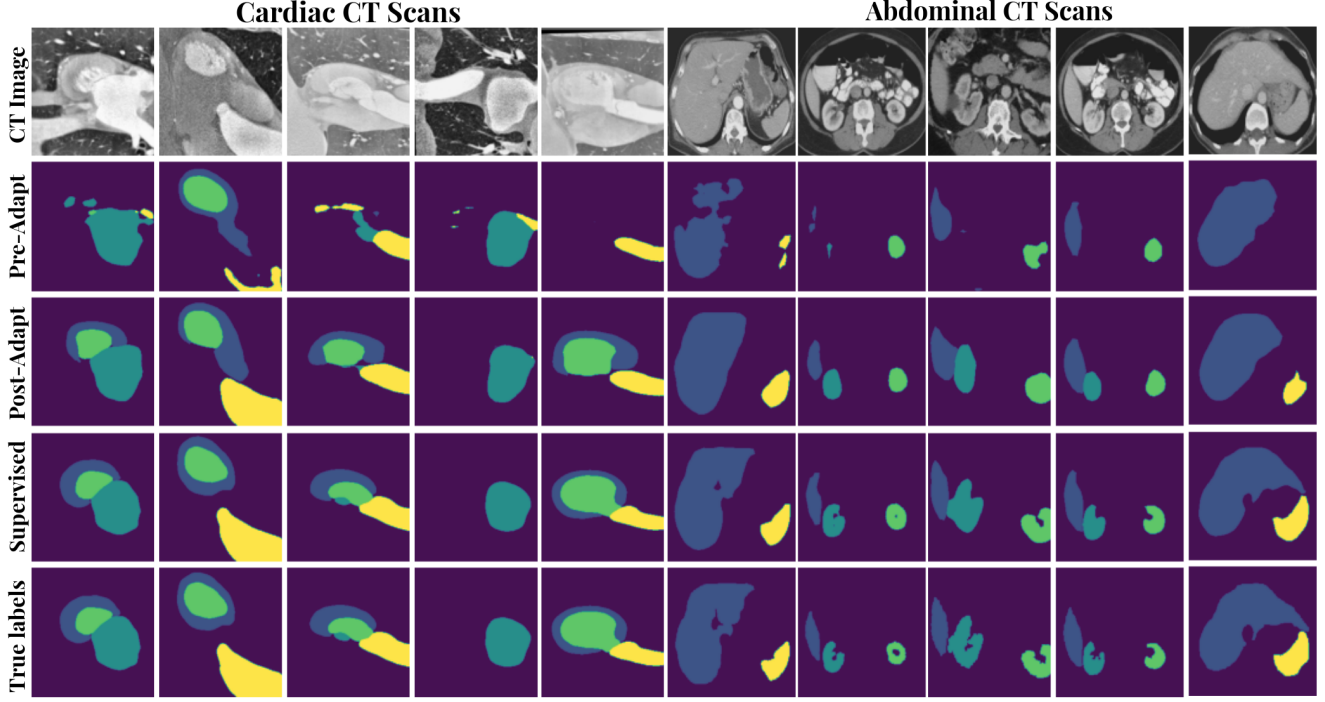 Cardiac CT Scans
Abdominal CT Scans
CT Image
Pre-Adapt
Post-Adapt
Supervised
True labels